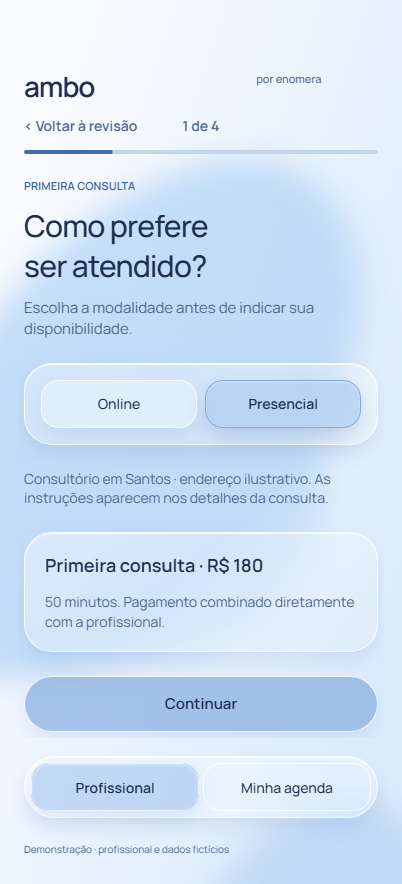 ambo
por enomera
‹ Voltar à revisão
1 de 4
PRIMEIRA CONSULTA
Como prefere
ser atendido?
Escolha a modalidade antes de indicar sua
disponibilidade.
Online
Presencial
Consultório em Santos · endereço ilustrativo. As
instruções aparecem nos detalhes da consulta.
Primeira consulta · R$ 180
50 minutos. Pagamento combinado diretamente
com a profissional.
Continuar
Profissional
Minha agenda
Demonstração · profissional e dados fictícios